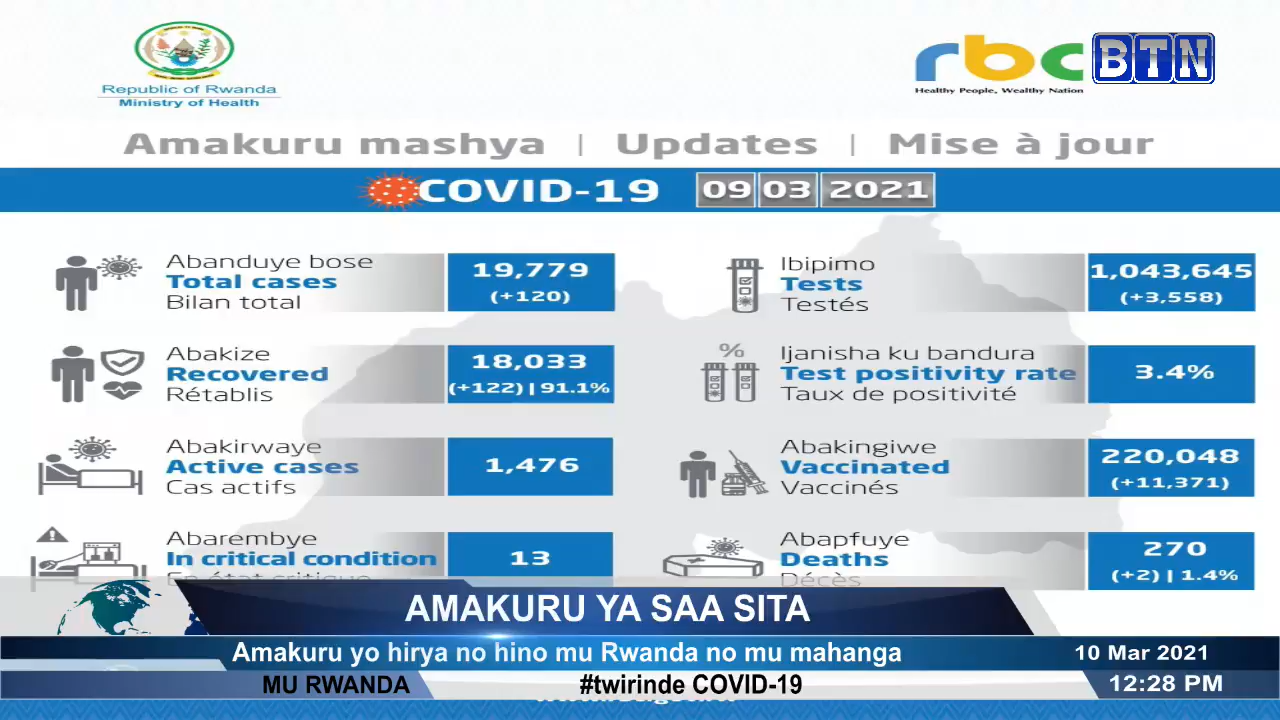 Republic of Rwanda
Ministry of Health
rbc
Healthy People, Wealthy Nation
BTN
Amakuru mashya | Updates | Mise à jour
COVID-19 09 03 2021
Abanduye bose
Total cases
Bilan total
19,779
(+120)
Ibipimo
Tests
Testés
1,043,645
(+3,558)
Abakize
Recovered
Rétablis
18,033
(+122) | 91.1%
%
Ijanisha ku bandura
Test positivity rate
Taux de positivité
3.4%
Abakirwaye
Active cases
Cas actifs
1,476
Abakingiwe
Vaccinated
Vaccinés
220,048
(+11,371)
Abarembye
In critical condition
En état critique
13
Abapfuye
Deaths
Décès
270
(+2) | 1.4%
AMAKURU YA SAA SITA
Amakuru yo hirya no hino mu Rwanda no mu mahanga
10 Mar 2021
MU RWANDA
#twirinde COVID-19
12:28 PM